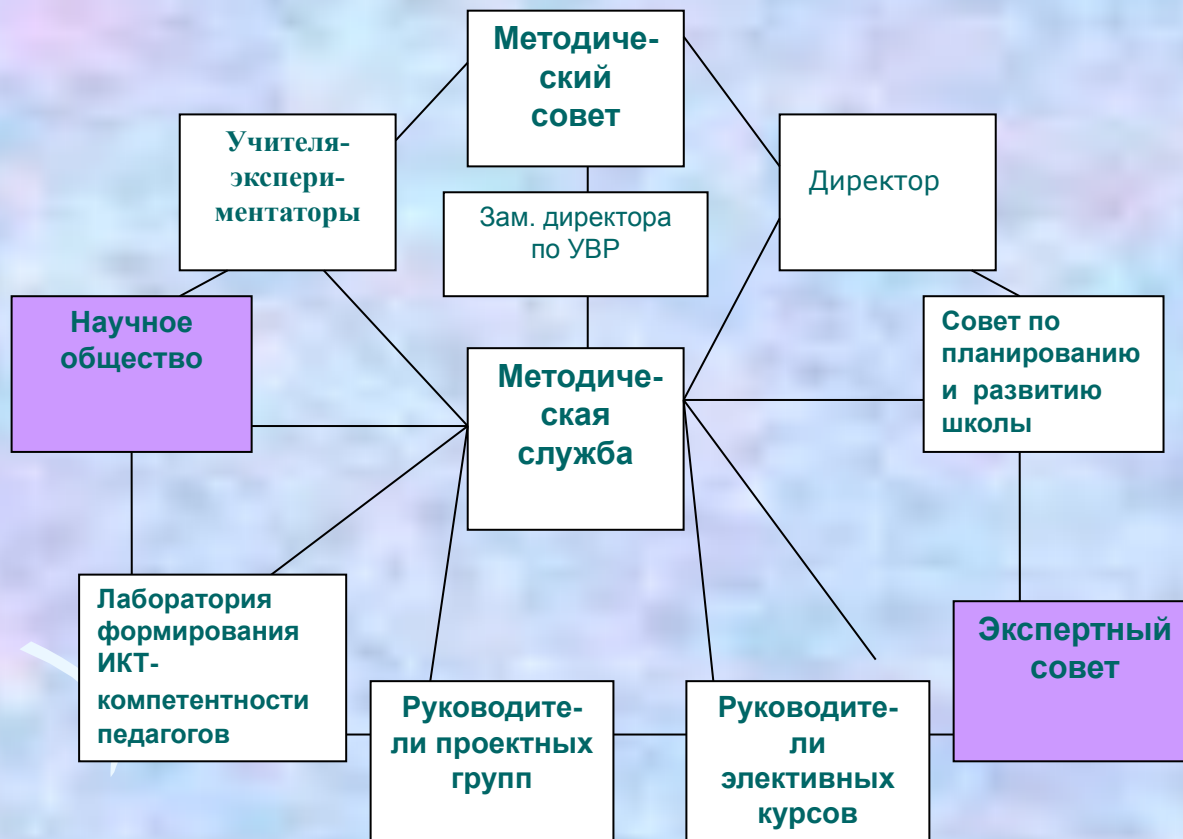 Методиче-
ский
совет
Учителя-
экспери-
ментаторы
Директор
Зам. директора
по УВР
Научное
общество
Методиче-
ская
служба
Совет по
планированию
и развитию
школы
Лаборатория
формирования
ИКТ-
компетентности
педагогов
Руководите-
ли проектных
групп
Руководите-
ли
элективных
курсов
Экспертный
совет